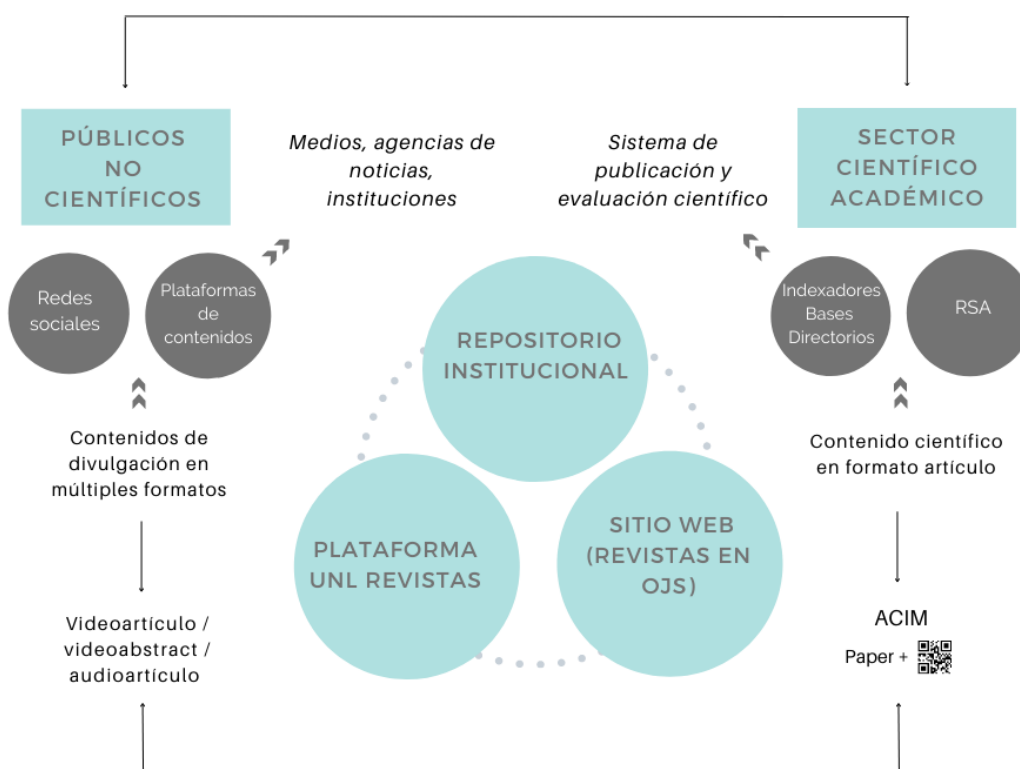 PÚBLICOS
NO
CIENTÍFICOS
Medios, agencias de
noticias,
instituciones
Sistema de
publicación y
evaluación científico
SECTOR
CIENTÍFICO
ACADÉMICO
Redes
sociales
Plataformas
de
contenidos
Indexadores
Bases
Directorios
RSA
REPOSITORIO
INSTITUCIONAL
Contenidos de
divulgación en
múltiples formatos
Contenido científico
en formato artículo
PLATAFORMA
UNL REVISTAS
SITIO WEB
(REVISTAS EN
OJS)
Videoartículo /
videoabstract /
audioartículo
ACIM
Paper +